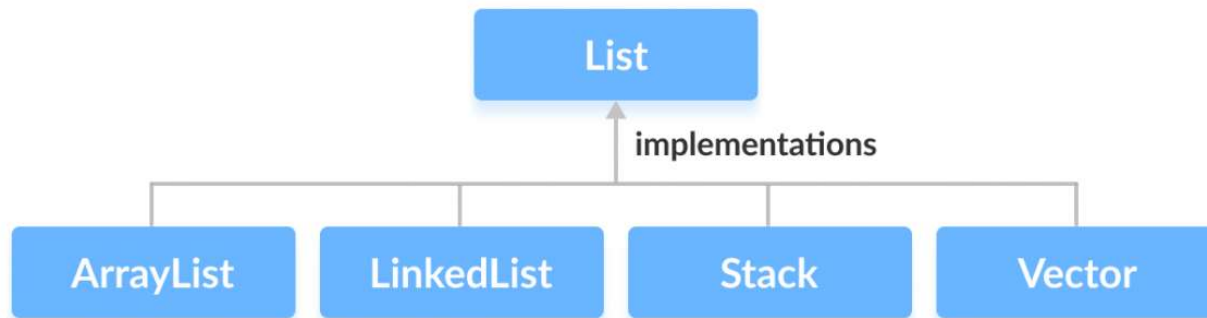 List
implementations
ArrayList
LinkedList
Stack
Vector